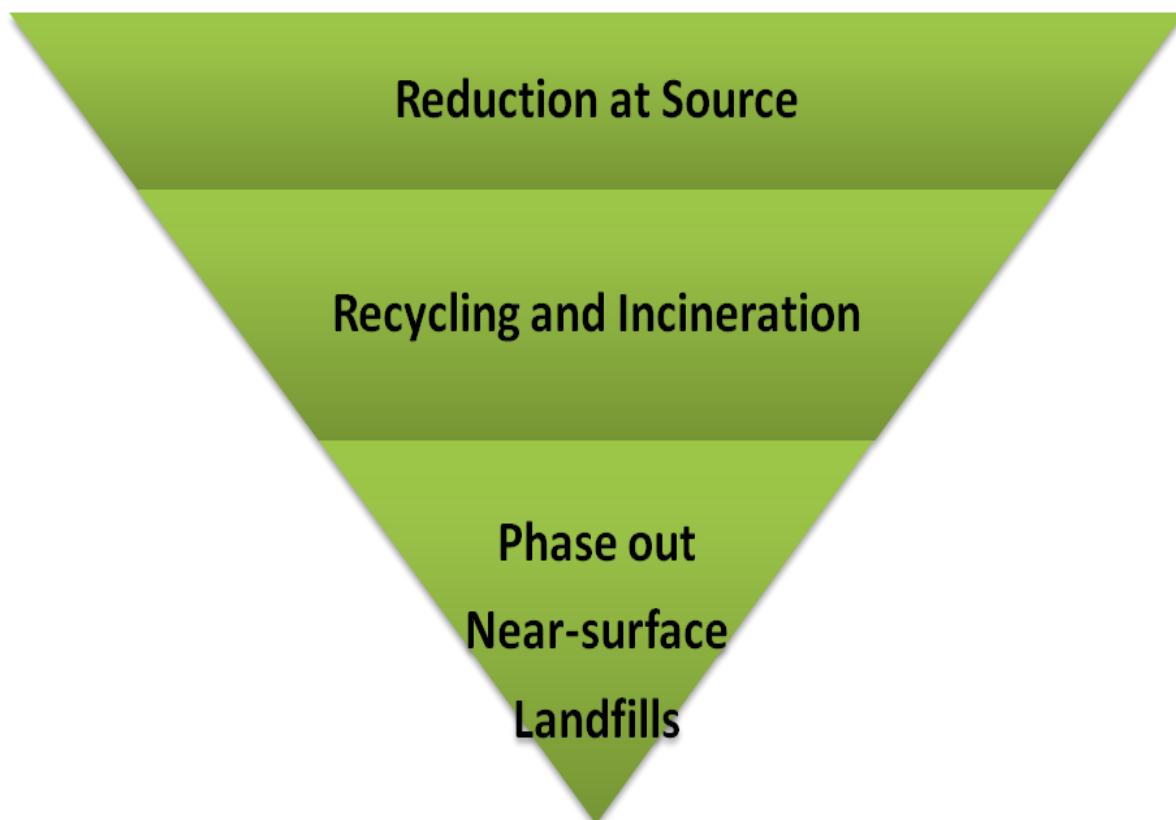 Reduction at Source
Recycling and Incineration
Phase out
Near-surface
Landfills